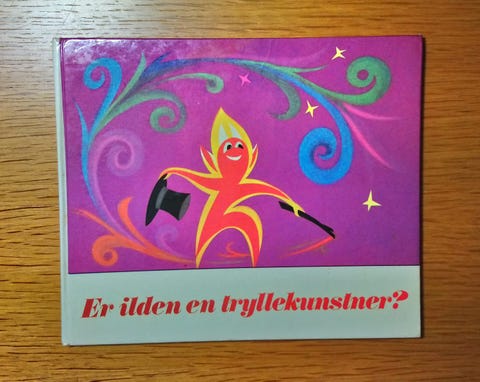 Er ilden en tryllekunstner?